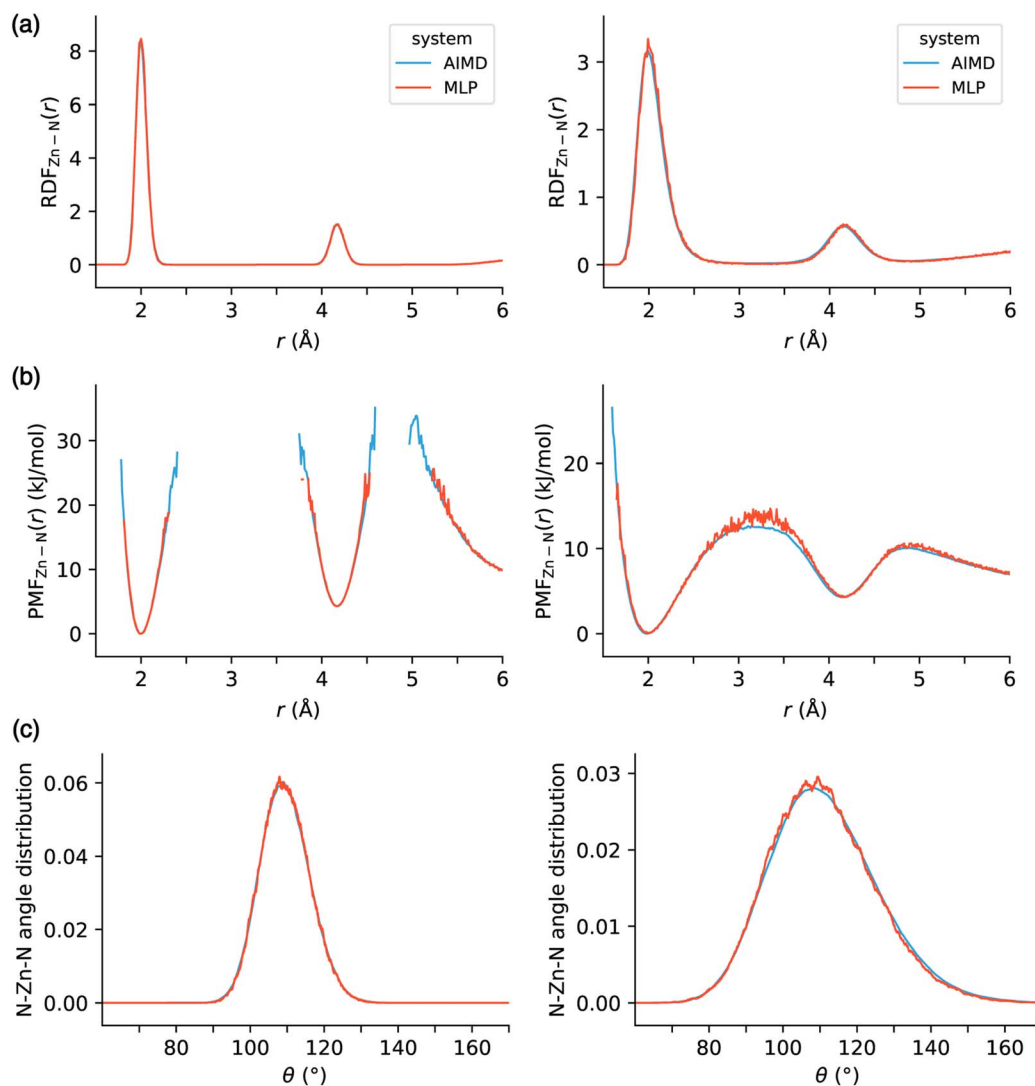 (a)
system
AIMD
MLP
RDF_Zn−N(r)
8
6
4
2
0
2 3 4 5 6
r (Å)
system
AIMD
MLP
RDF_Zn−N(r)
3
2
1
0
2 3 4 5 6
r (Å)
(b)
PMF_Zn−N(r) (kJ/mol)
30
20
10
0
2 3 4 5 6
r (Å)
PMF_Zn−N(r) (kJ/mol)
20
10
0
2 3 4 5 6
r (Å)
(c)
N-Zn-N angle distribution
0.06
0.04
0.02
0.00
80 100 120 140 160
θ (°)
N-Zn-N angle distribution
0.03
0.02
0.01
0.00
80 100 120 140 160
θ (°)